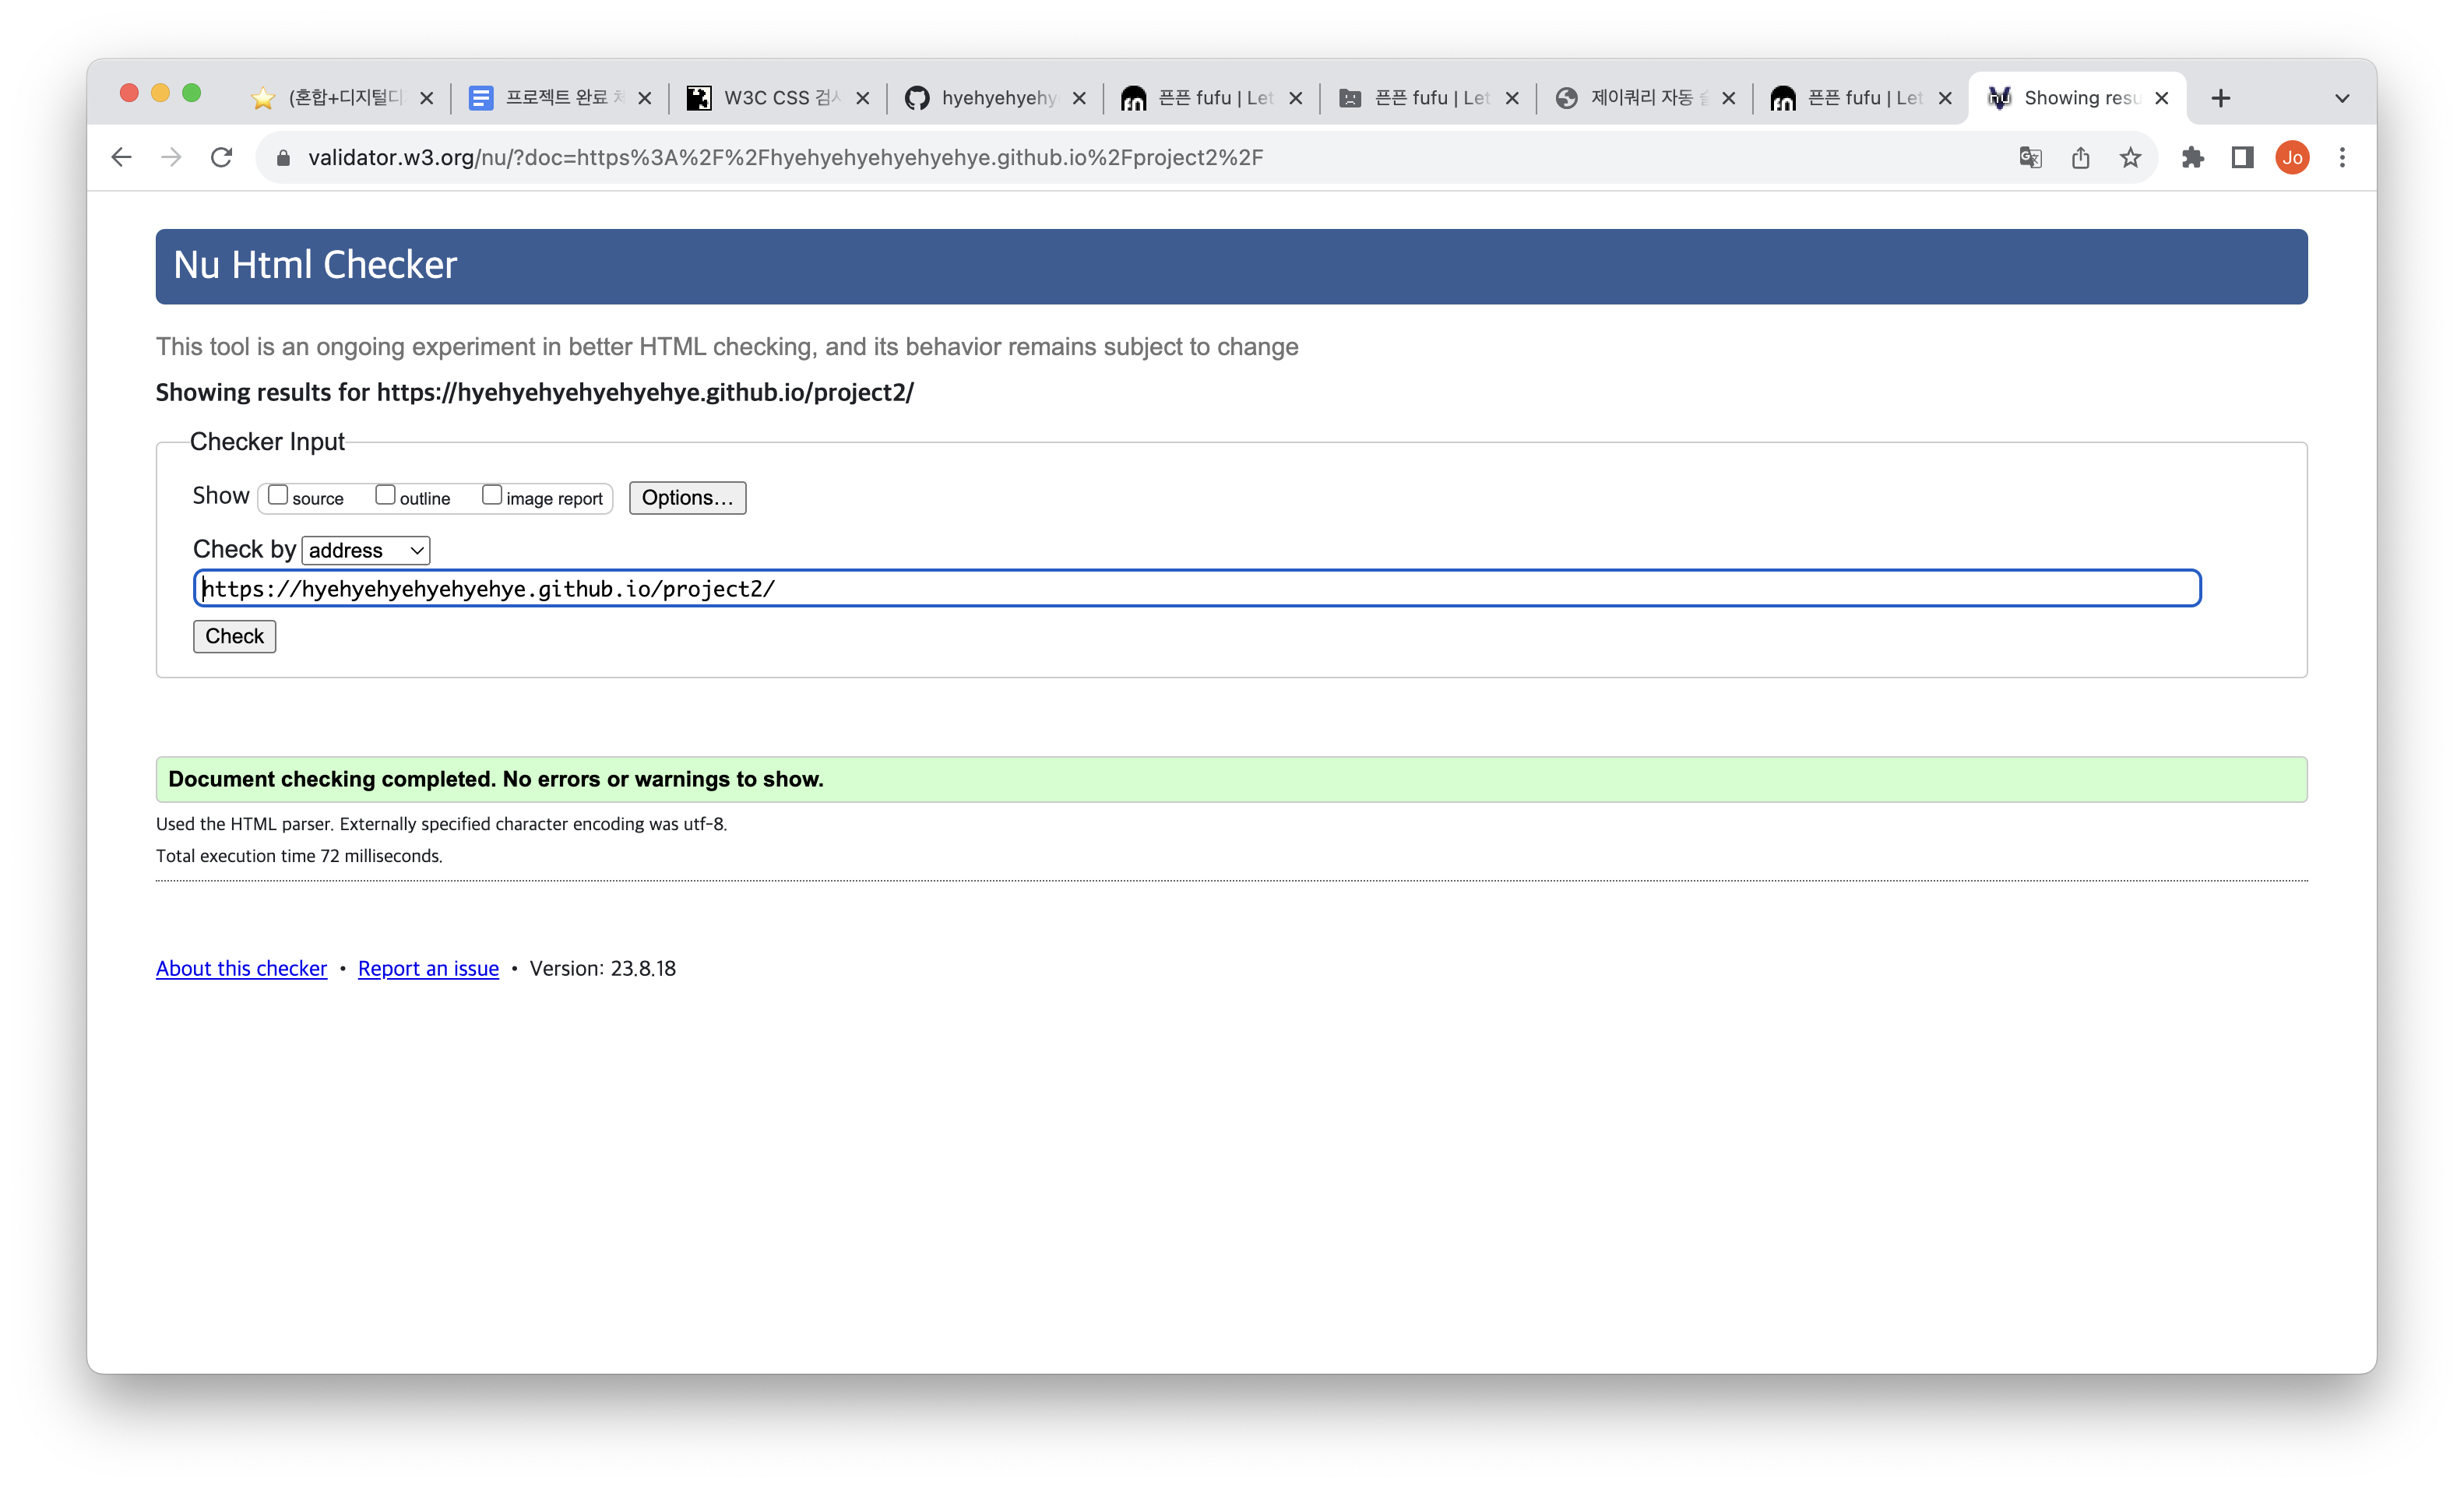 (혼합+디지털디
프로젝트 완료
W3C CSS 검사
hyehyehyehy
픈픈 fufu | Let
픈픈 fufu | Let
제이쿼리 자동
픈픈 fufu | Let
Showing resu
validator.w3.org/nu/?doc=https%3A%2F%2Fhyehyehyehyehyehye.github.io%2Fproject2%2F
Jo
Nu Html Checker
This tool is an ongoing experiment in better HTML checking, and its behavior remains subject to change
Showing results for https://hyehyehyehyehyehye.github.io/project2/
Checker Input
Show source outline image report Options...
Check by address
https://hyehyehyehyehyehye.github.io/project2/
Check
Document checking completed. No errors or warnings to show.
Used the HTML parser. Externally specified character encoding was utf-8.
Total execution time 72 milliseconds.
About this checker • Report an issue • Version: 23.8.18